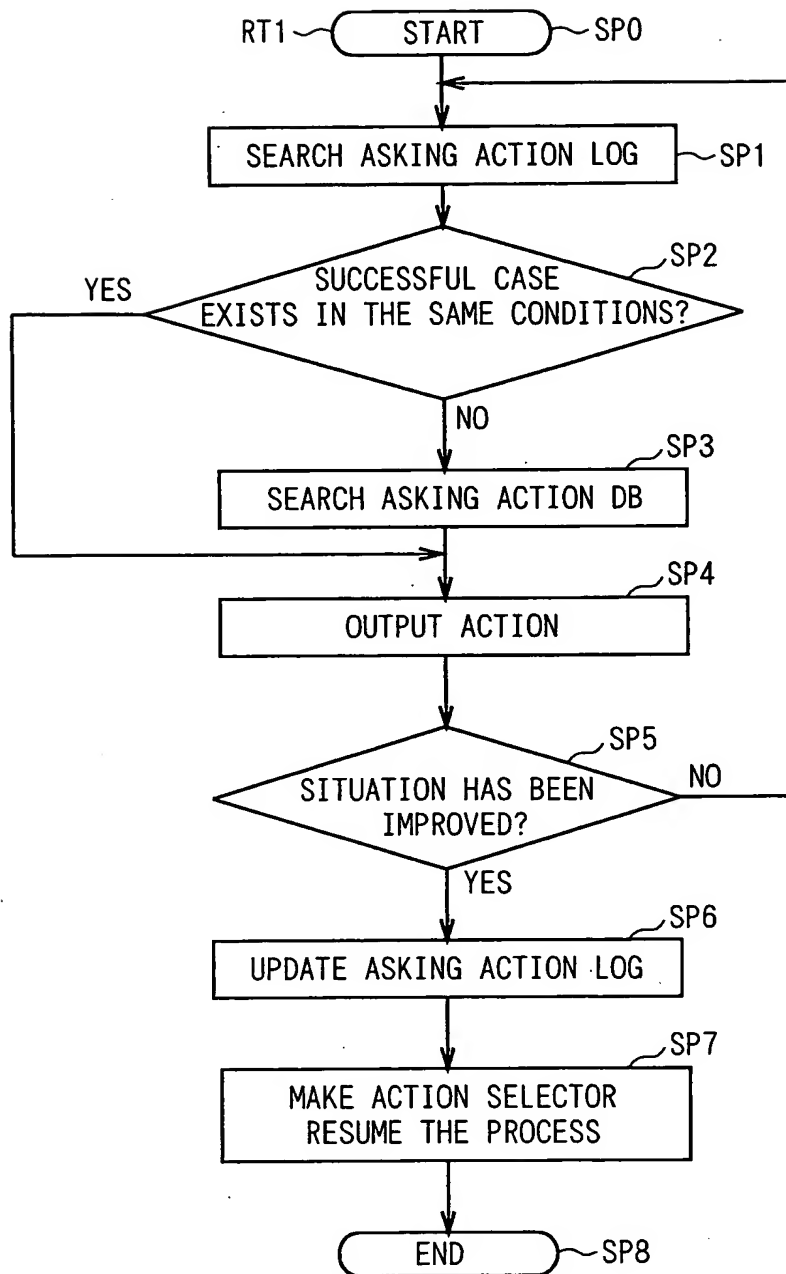 RT1 START SP0
SEARCH ASKING ACTION LOG SP1
SP2
YES
SUCCESSFUL CASE
EXISTS IN THE SAME CONDITIONS?
NO
SP3
SEARCH ASKING ACTION DB
SP4
OUTPUT ACTION
SP5
NO
SITUATION HAS BEEN
IMPROVED?
YES
SP6
UPDATE ASKING ACTION LOG
SP7
MAKE ACTION SELECTOR
RESUME THE PROCESS
END SP8